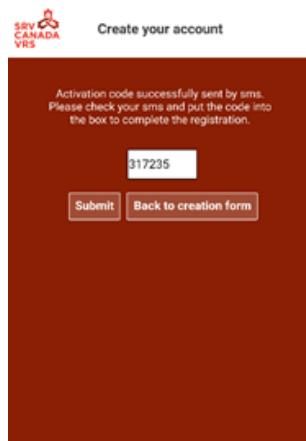 SRV
CANADA
VRS
Create your account
Activation code successfully sent by sms.
Please check your sms and put the code into
the box to complete the registration.
317235
Submit
Back to creation form